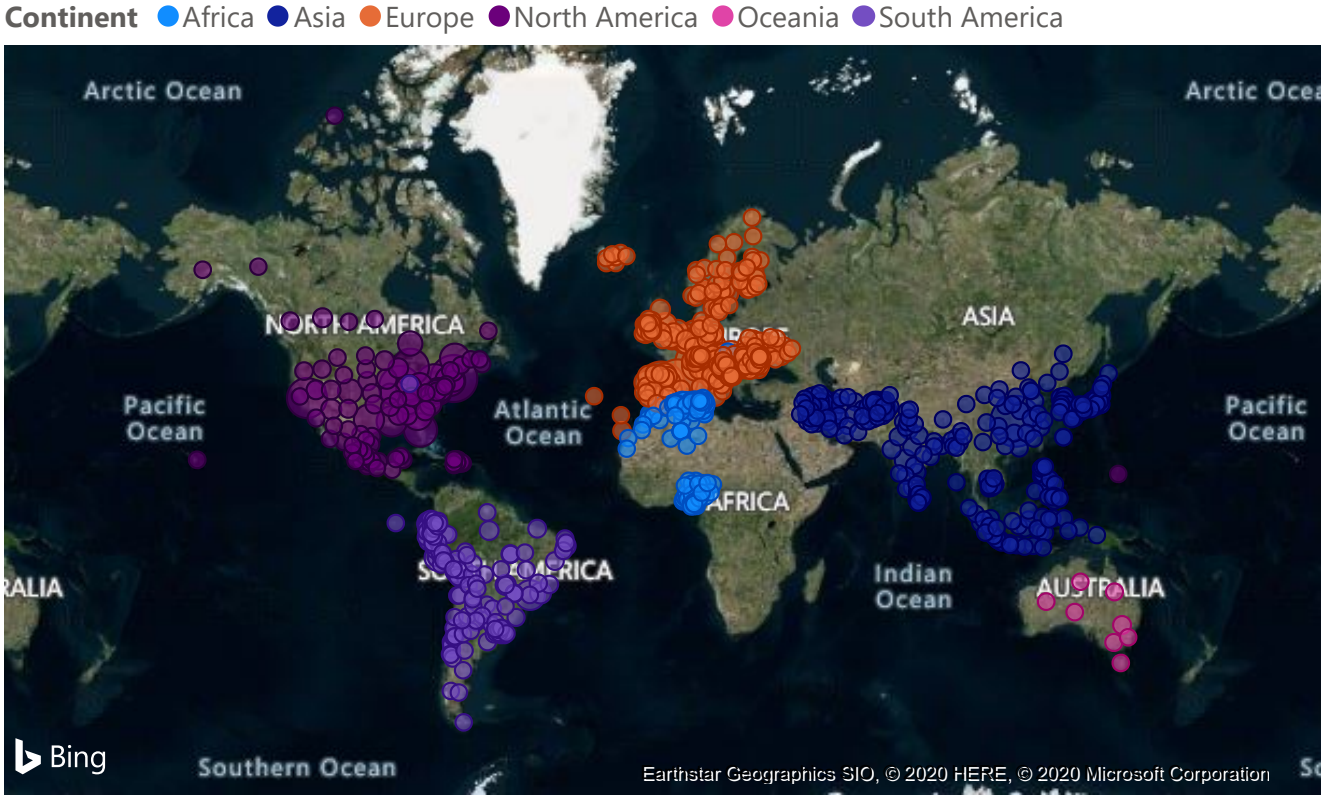 Continent Africa Asia Europe North America Oceania South America
Arctic Ocean
Arctic Ocea
NORTH AMERICA
ASIA
Pacific
Ocean
Atlantic
Ocean
Pacific
Ocean
AFRICA
Indian
Ocean
RALIA
AUSTRALIA
Bing
Southern Ocean
Earthstar Geographics SIO, © 2020 HERE, © 2020 Microsoft Corporation
So